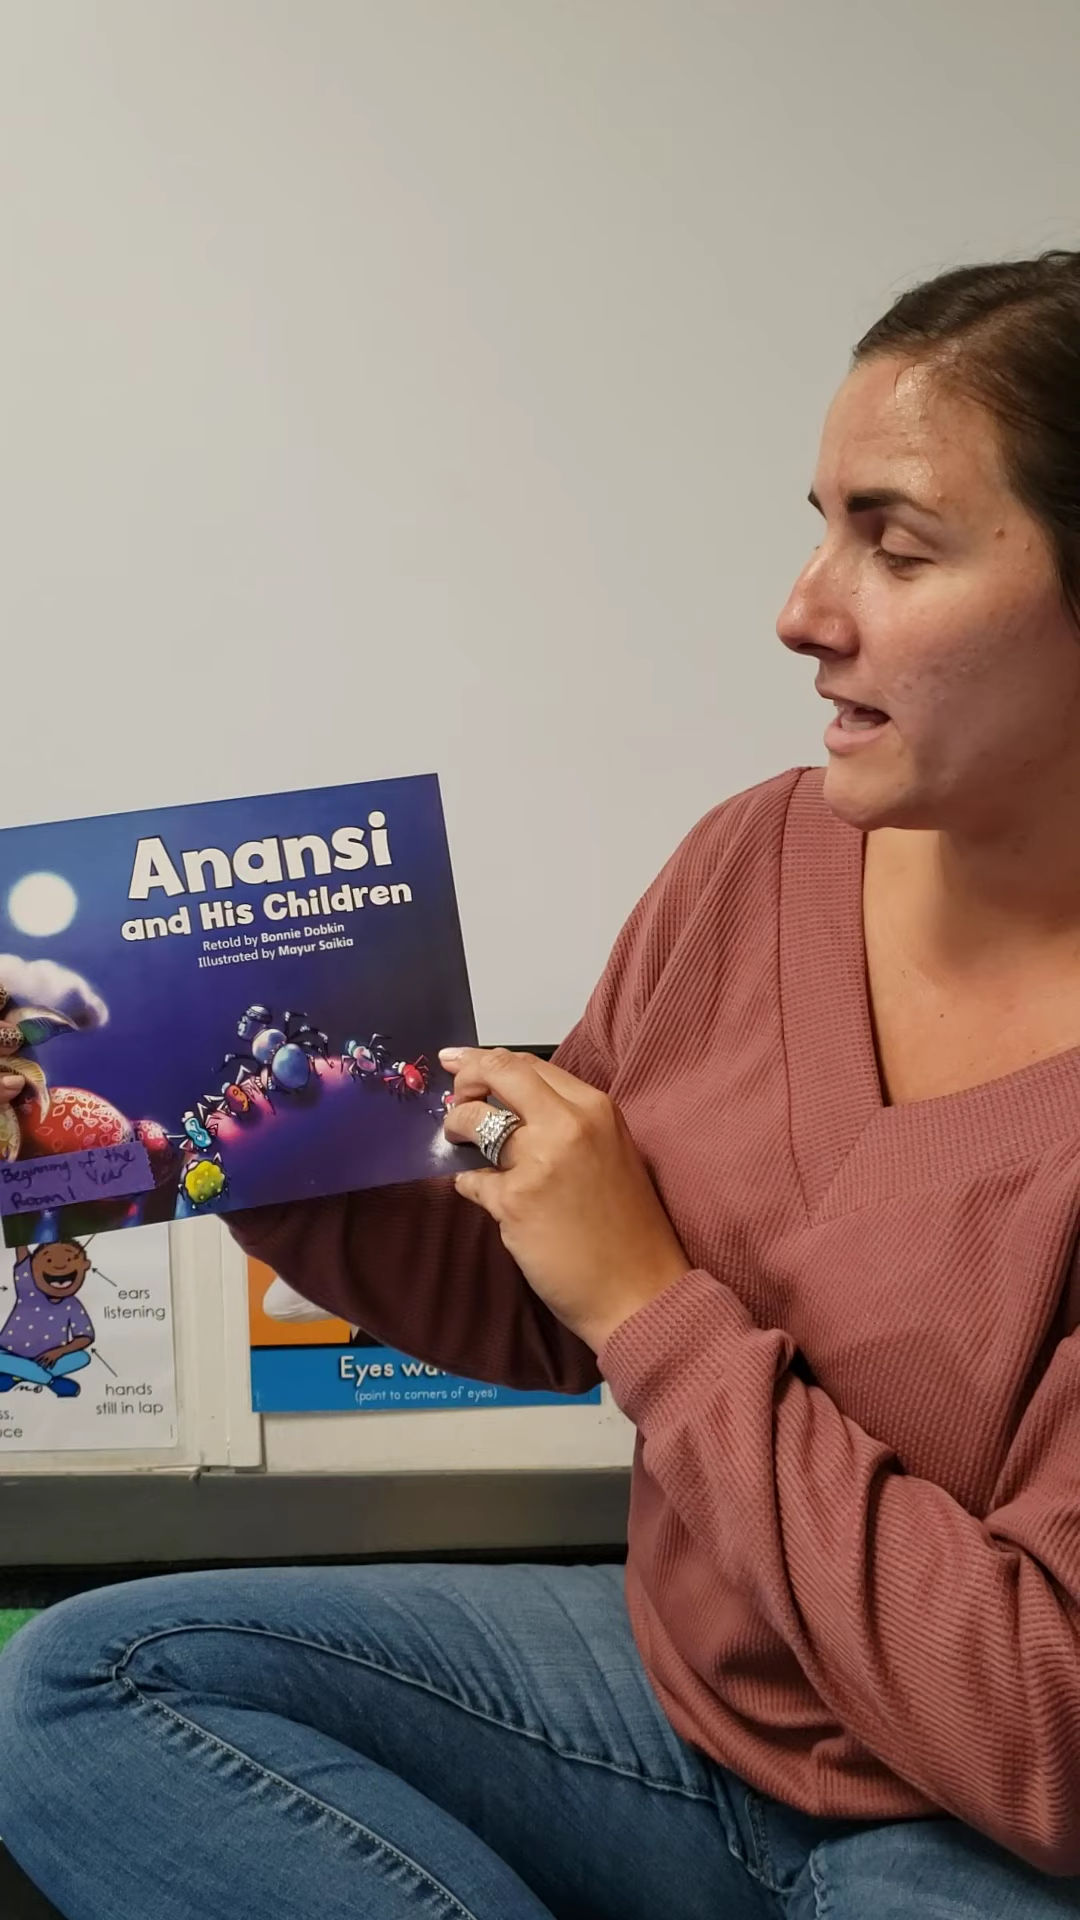 Anansi
and His Children
Retold by Bonnie Dobkin
Illustrated by Mayur Saikia
Beginning of the
Year
Room 1
ears
listening
hands
still in lap
Eyes
(point to corners of eyes)